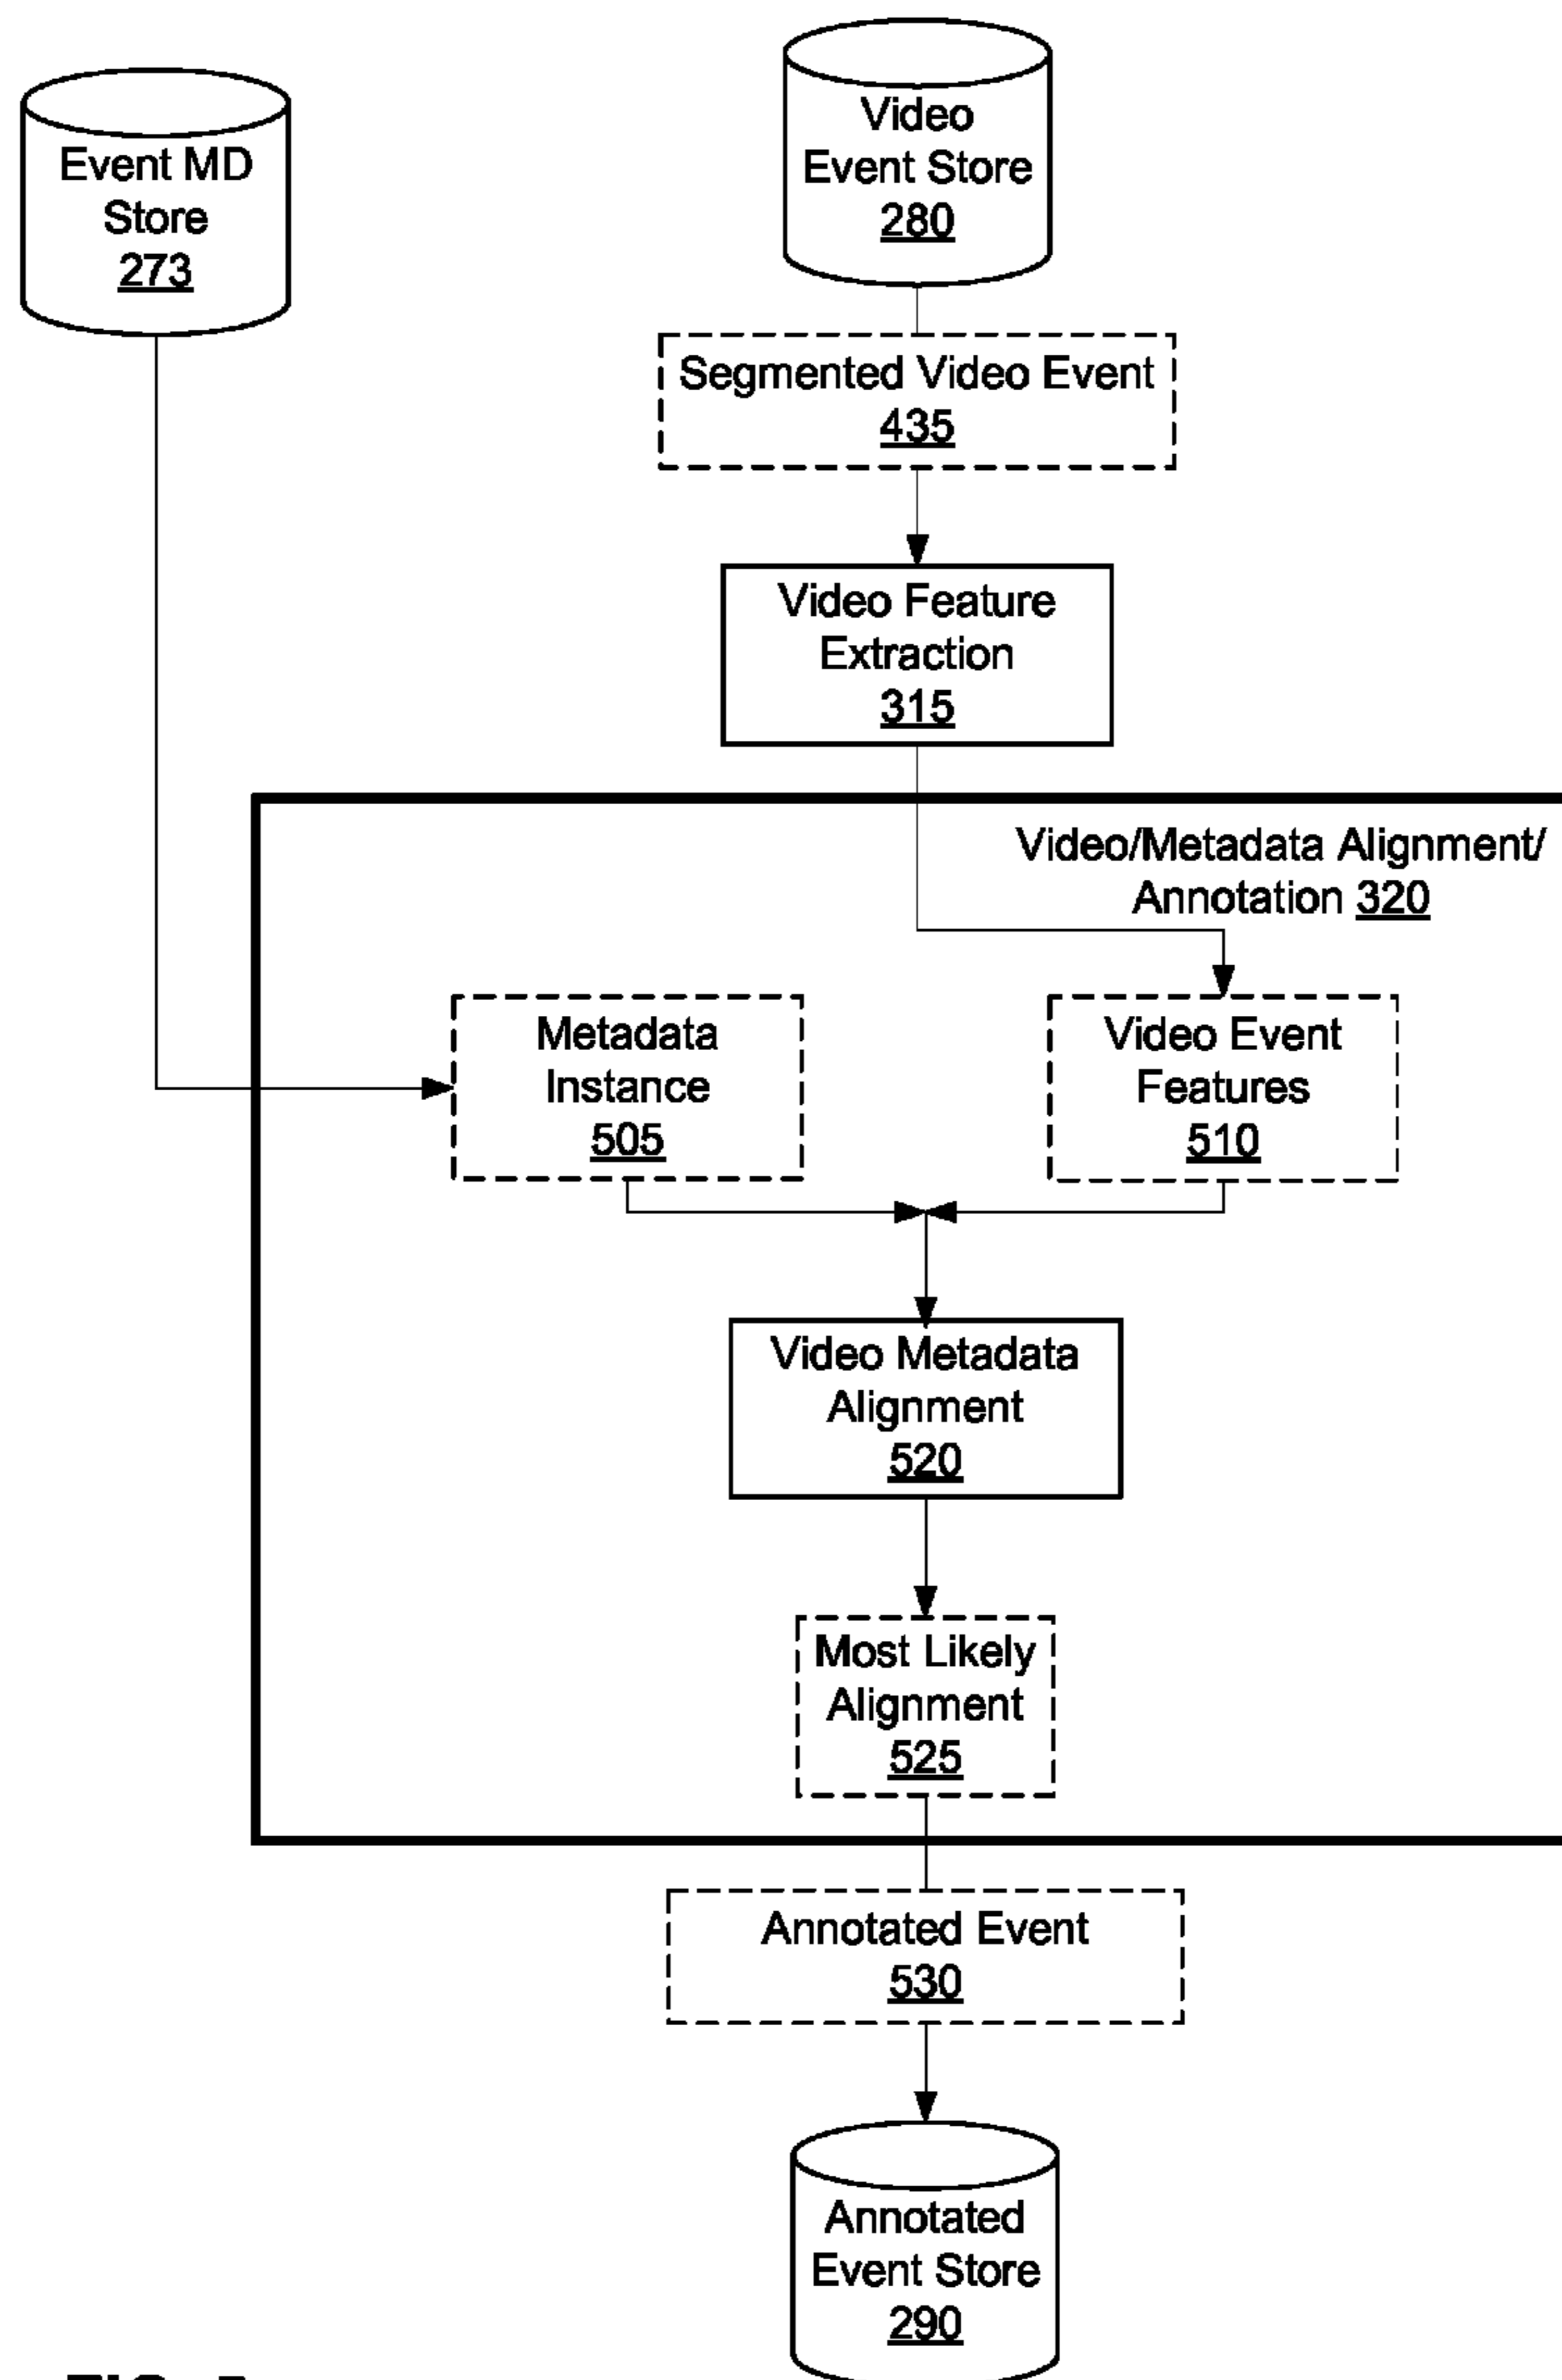 Video
Event Store
280
Event MD
Store
273
Segmented Video Event
435
Video Feature
Extraction
315
Video/Metadata Alignment/
Annotation 320
Metadata
Instance
505
Video Event
Features
510
Video Metadata
Alignment
520
Most Likely
Alignment
525
Annotated Event
530
Annotated
Event Store
290